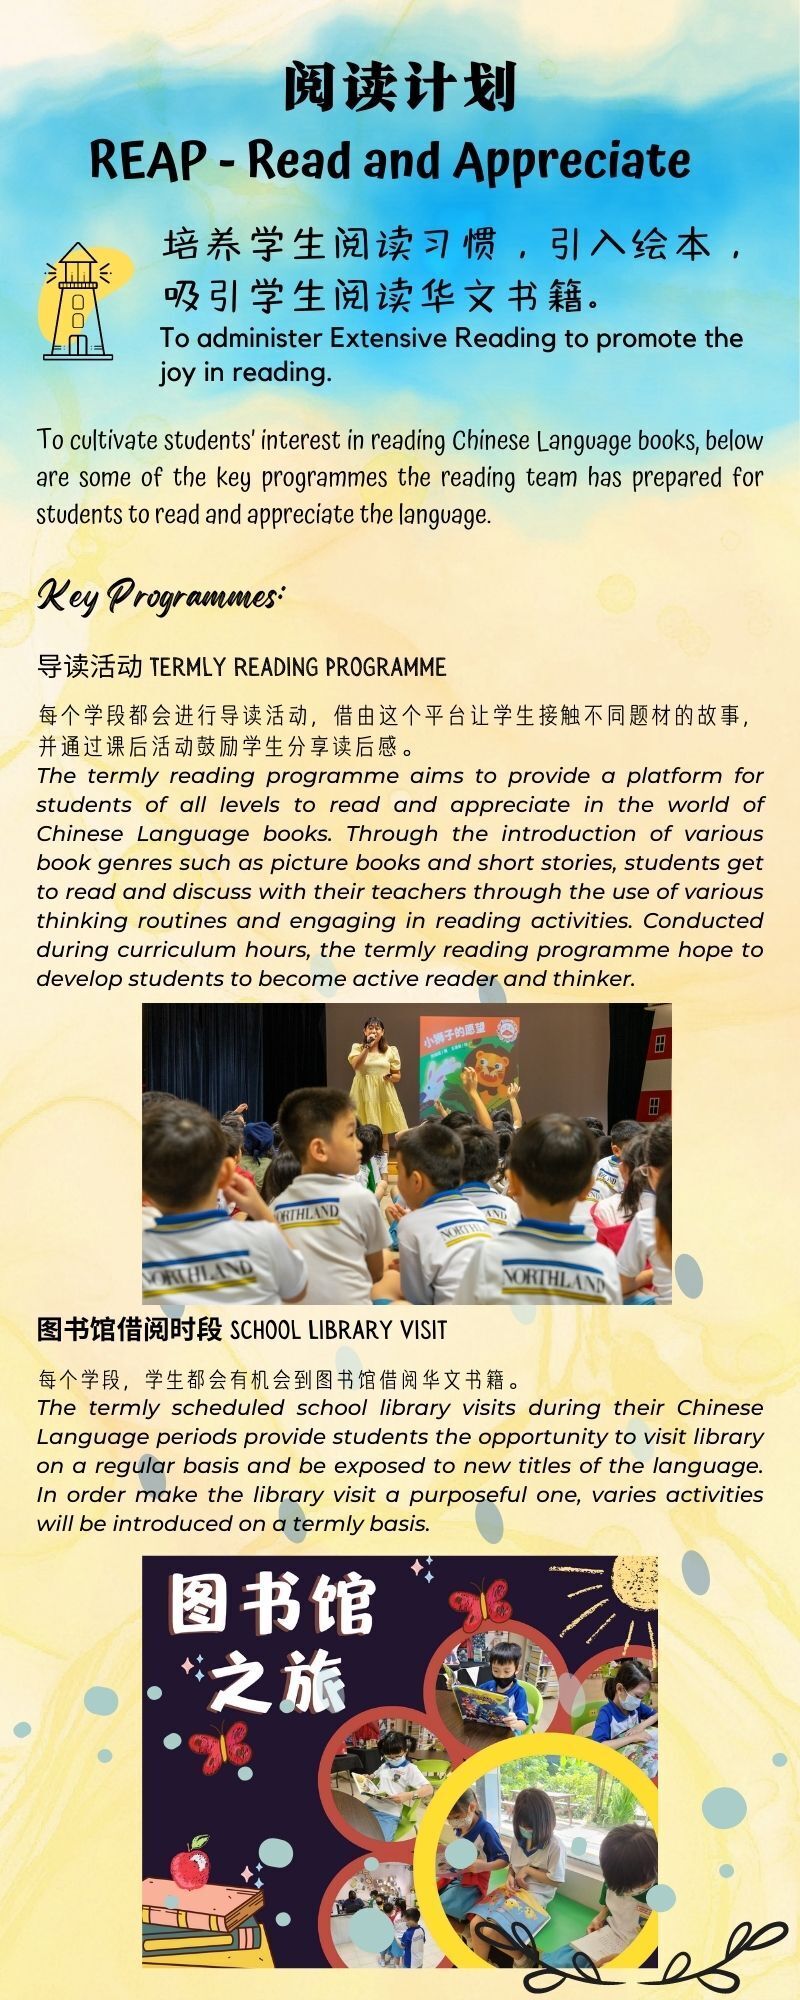 阅读计划
REAP - Read and Appreciate
培养学生阅读习惯，引入绘本，
吸引学生阅读华文书籍。
To administer Extensive Reading to promote the
joy in reading.
To cultivate students' interest in reading Chinese Language books, below
are some of the key programmes the reading team has prepared for
students to read and appreciate the language.
Key Programmes:
导读活动 TERMLY READING PROGRAMME
每个学段都会进行导读活动，借由这个平台让学生接触不同题材的故事，
并通过课后活动鼓励学生分享读后感。
The termly reading programme aims to provide a platform for
students of all levels to read and appreciate in the world of
Chinese Language books. Through the introduction of various
book genres such as picture books and short stories, students get
to read and discuss with their teachers through the use of various
thinking routines and engaging in reading activities. Conducted
during curriculum hours, the termly reading programme hope to
develop students to become active reader and thinker.
小狮子的愿望
NORTHLAND
NORTHLAND
NORTHLAND
NORTHLAND
图书馆借阅时段 SCHOOL LIBRARY VISIT
每个学段，学生都会有机会到图书馆借阅华文书籍。
The termly scheduled school library visits during their Chinese
Language periods provide students the opportunity to visit library
on a regular basis and be exposed to new titles of the language.
In order make the library visit a purposeful one, varies activities
will be introduced on a termly basis.
图书馆
之旅